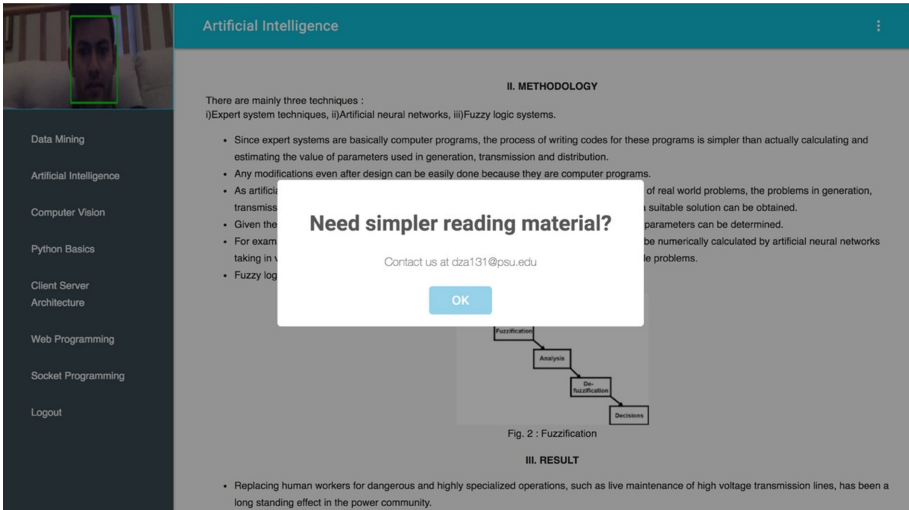 Artificial Intelligence
Data Mining
Artificial Intelligence
Computer Vision
Python Basics
Client Server
Architecture
Web Programming
Socket Programming
Logout
II. METHODOLOGY
There are mainly three techniques :
i)Expert system techniques, ii)Artificial neural networks, iii)Fuzzy logic systems.
• Since expert systems are basically computer programs, the process of writing codes for these programs is simpler than actually calculating and
estimating the value of parameters used in generation, transmission and distribution.
• Any modifications even after design can be easily done because they are computer programs.
• As artificia of real world problems, the problems in generation,
transmiss suitable solution can be obtained.
• Given the parameters can be determined.
• For exam be numerically calculated by artificial neural networks
taking in le problems.
• Fuzzy log
Need simpler reading material?
Contact us at dza131@psu.edu
OK
Fuzzification
Analysis
De-
fuzzification
Decisions
Fig. 2 : Fuzzification
III. RESULT
• Replacing human workers for dangerous and highly specialized operations, such as live maintenance of high voltage transmission lines, has been a
long standing effect in the power community.